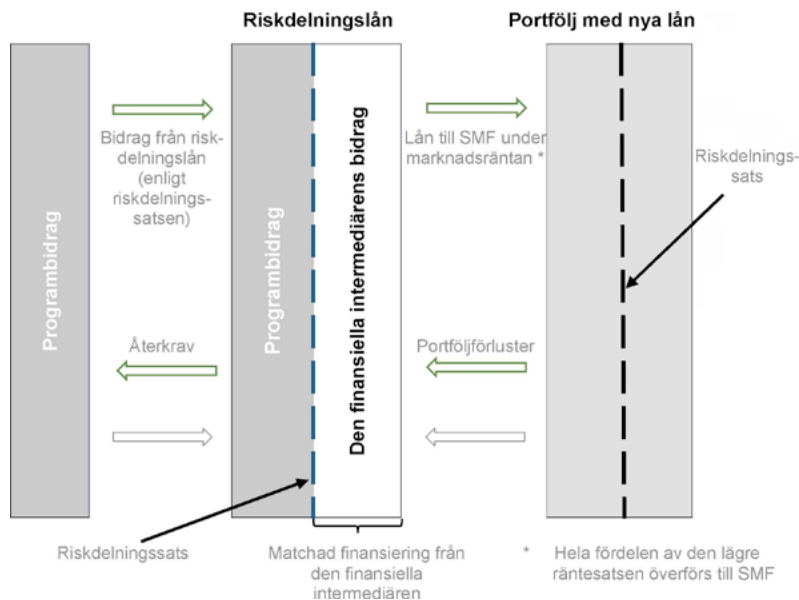 Riskdelningslån
Portfölj med nya lån
Programbidrag
Bidrag från risk-
delningslån
(enligt
riskdelnings-
satsen)
Återkrav
Programbidrag
Den finansiella intermediärens bidrag
Lån till SMF under
marknadsräntan *
Portföljförluster
Riskdelnings-
sats
Riskdelningssats
Matchad finansiering från
den finansiella
intermediären
* Hela fördelen av den lägre
räntesatsen överförs till SMF